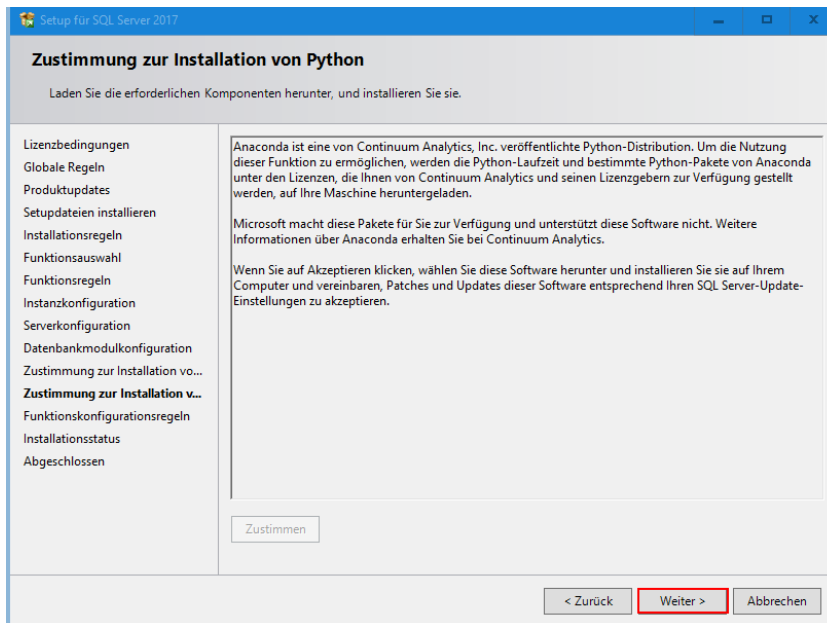 Setup für SQL Server 2017
Zustimmung zur Installation von Python
Laden Sie die erforderlichen Komponenten herunter, und installieren Sie sie.
Lizenzbedingungen
Globale Regeln
Produktupdates
Setupdateien installieren
Installationsregeln
Funktionsauswahl
Funktionsregeln
Instanzkonfiguration
Serverkonfiguration
Datenbankmodulkonfiguration
Zustimmung zur Installation vo...
Zustimmung zur Installation v...
Funktionskonfigurationsregeln
Installationsstatus
Abgeschlossen
Anaconda ist eine von Continuum Analytics, Inc. veröffentlichte Python-Distribution. Um die Nutzung
dieser Funktion zu ermöglichen, werden die Python-Laufzeit und bestimmte Python-Pakete von Anaconda
unter den Lizenzen, die Ihnen von Continuum Analytics und seinen Lizenzgebern zur Verfügung gestellt
werden, auf Ihre Maschine heruntergeladen.
Microsoft macht diese Pakete für Sie zur Verfügung und unterstützt diese Software nicht. Weitere
Informationen über Anaconda erhalten Sie bei Continuum Analytics.
Wenn Sie auf Akzeptieren klicken, wählen Sie diese Software herunter und installieren Sie sie auf Ihrem
Computer und vereinbaren, Patches und Updates dieser Software entsprechend Ihren SQL Server-Update-
Einstellungen zu akzeptieren.
Zustimmen
< Zurück
Weiter >
Abbrechen